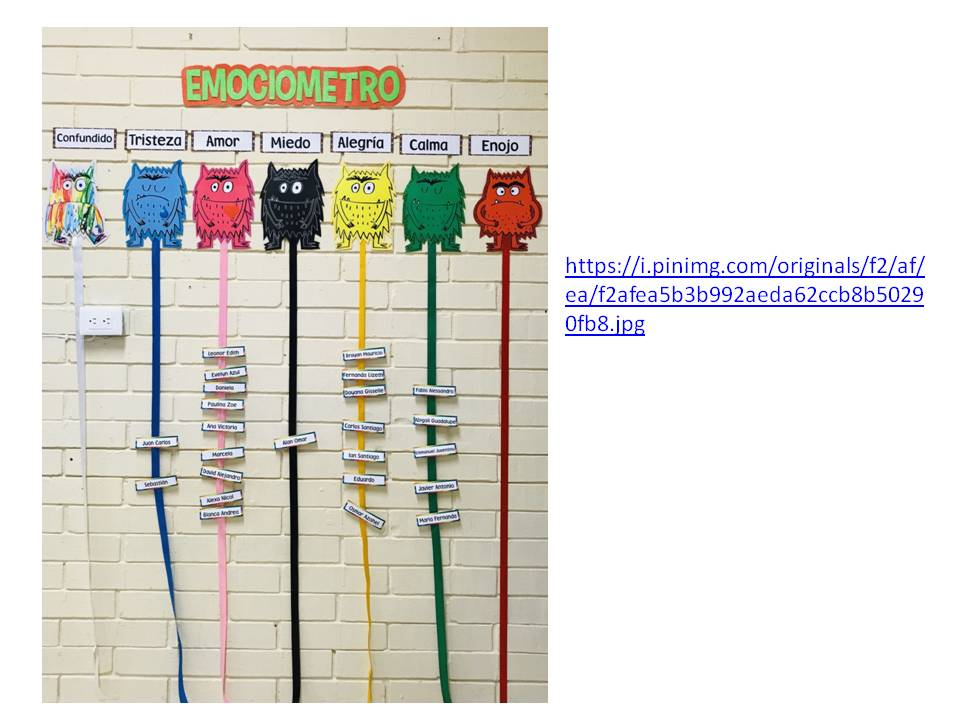 EMOCIOMETRO
Confundido
Tristeza
Amor
Miedo
Alegría
Calma
Enojo
Leonor Edith
Evelyn Azul
Daniela
Paulina Zoe
Ana Victoria
Marcela
David Alejandro
Alexa Nicol
Blanca Andrea
Juan Carlos
Sebastián
Alan Omar
Brayan Mauricio
Fernanda Lizeth
Dayana Gisselle
Carlos Santiago
Ian Santiago
Eduardo
Osmar Azahel
Fabio Alessandro
Abigail Guadalupe
Javier Antonio
María Fernanda
https://i.pinimg.com/originals/f2/af/
ea/f2afea5b3b992aeda62ccb8b5029
0fb8.jpg